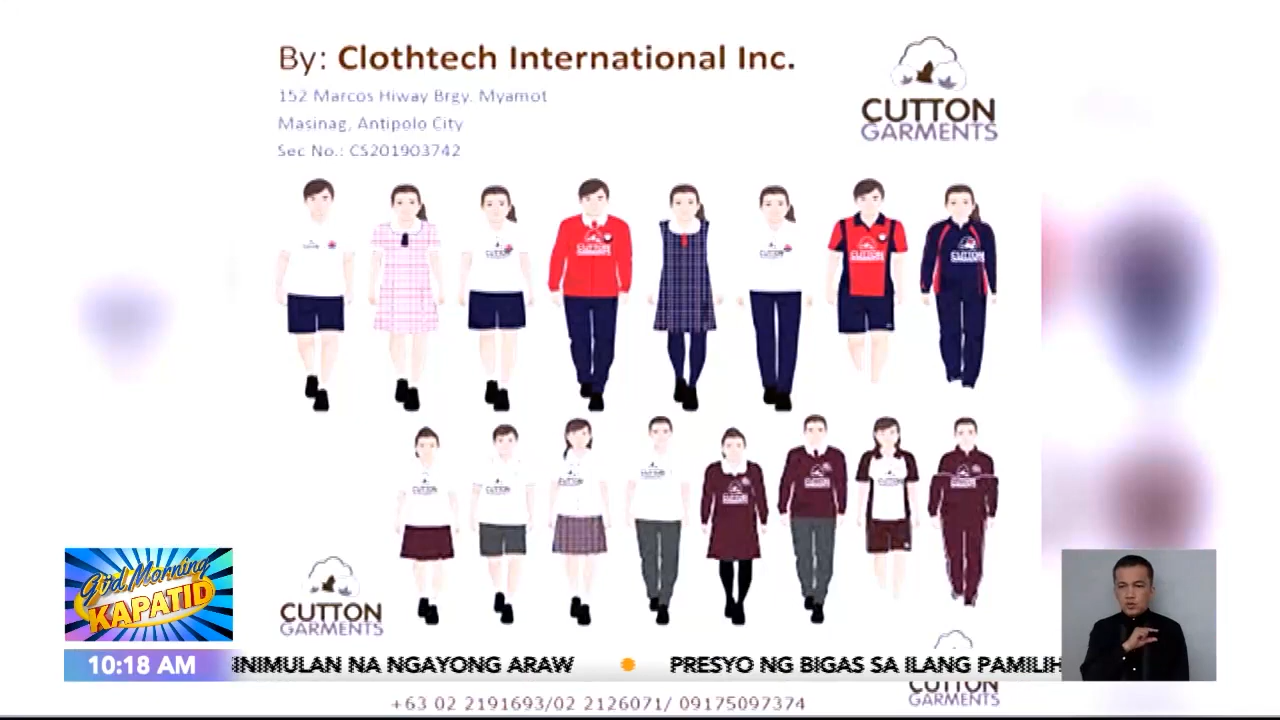 By: Clothtech International Inc.
152 Marcos Hiway Brgy. Myamot
Masinag, Antipolo City
Sec No.: CS201903742
CUTTON
GARMENTS
CUTTON
GARMENTS
Gud Morning
KAPATID
10:18 AM
INIMULAN NA NGAYONG ARAW
PRESYO NG BIGAS SA ILANG PAMILIH
CUTTON
GARMENTS
+63 02 2191693/02 2126071/ 09175097374